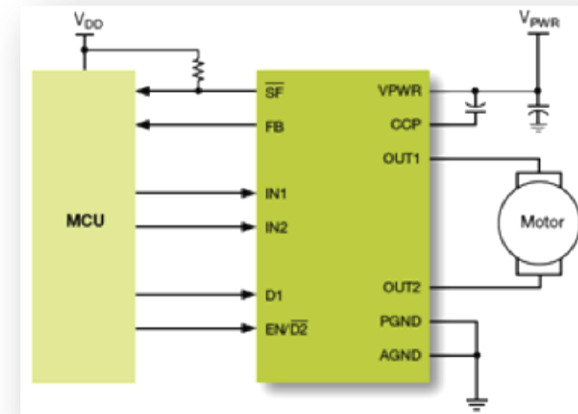 VDD
VPWR
SF
VPWR
FB
CCP
OUT1
IN1
MCU
Motor
IN2
OUT2
D1
PGND
EN/D2
AGND